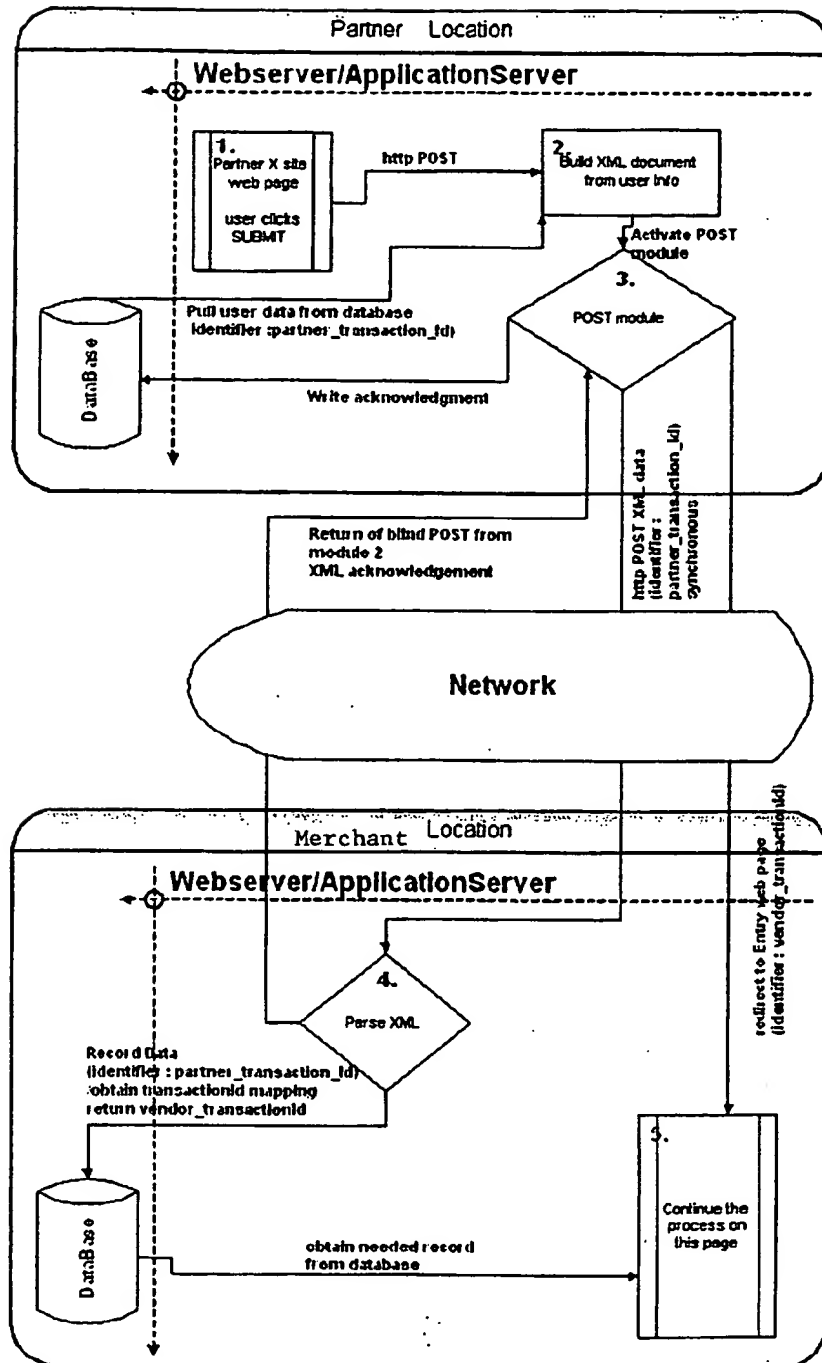 Partner Location
Webserver/ApplicationServer
1.
Partner X site
web page
user clicks
SUBMIT
http POST
2.
Build XML document
from user info
Activate POST
module
3.
POST module
Pull user data from database
identifier :partner_transaction_id)
DataBase
Write acknowledgment
Return of blind POST from
module 2
XML acknowledgement
http POST XML data
(identifier :
partner_transaction_id)
synchronous
Network
Merchant Location
Webserver/ApplicationServer
4.
Parse XML
redirect to Entry web page
(identifier : vendor_transactionId)
Record Data
(identifier : partner_transaction_id)
obtain transactionId mapping
return vendor_transactionId
5.
Continue the
process on
this page
DataBase
obtain needed record
from database